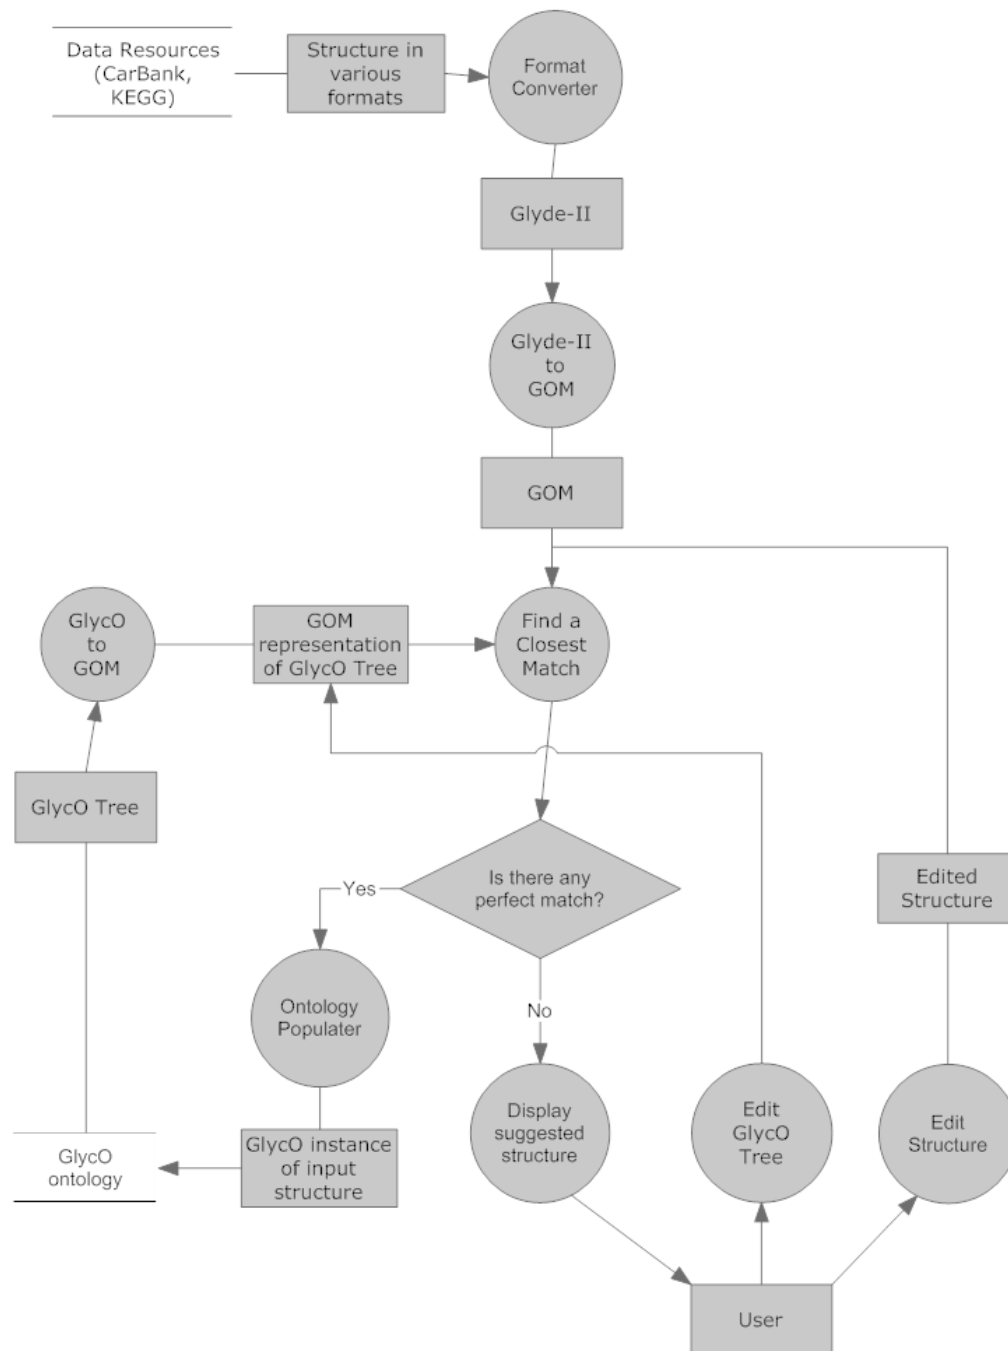 Data Resources
(CarBank,
KEGG)
Structure in
various
formats
Format
Converter
Glyde-II
Glyde-II
to
GOM
GOM
GlycO
to
GOM
GOM
representation
of GlycO Tree
Find a
Closest
Match
GlycO Tree
Is there any
perfect match?
Yes
Edited
Structure
Ontology
Populater
No
Display
suggested
structure
Edit
GlycO
Tree
Edit
Structure
GlycO
ontology
GlycO instance
of input
structure
User